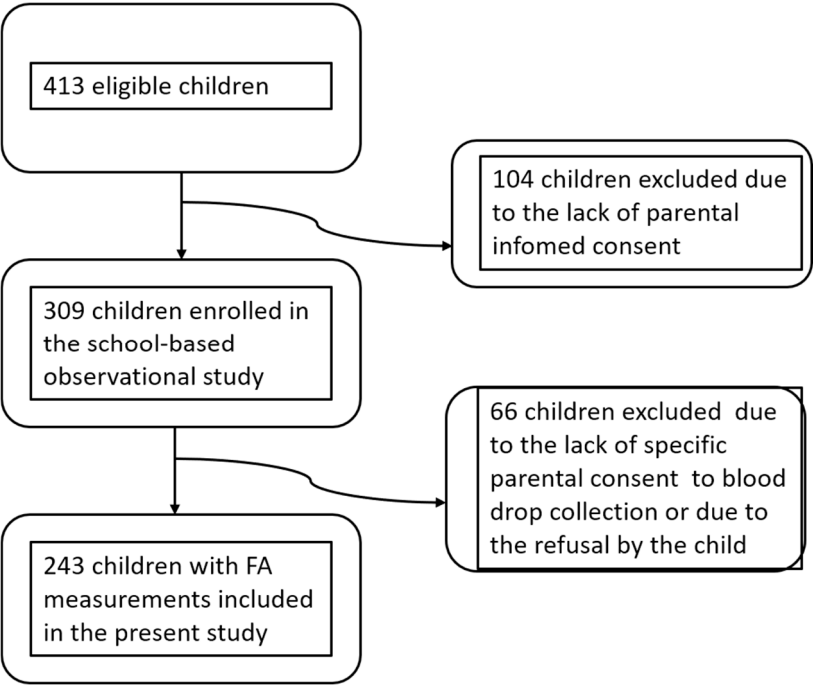 413 eligible children
104 children excluded due
to the lack of parental
infomed consent
309 children enrolled in
the school-based
observational study
66 children excluded  due
to the lack of specific
parental consent  to blood
drop collection or due to
the refusal by the child
243 children with FA
measurements included
in the present study